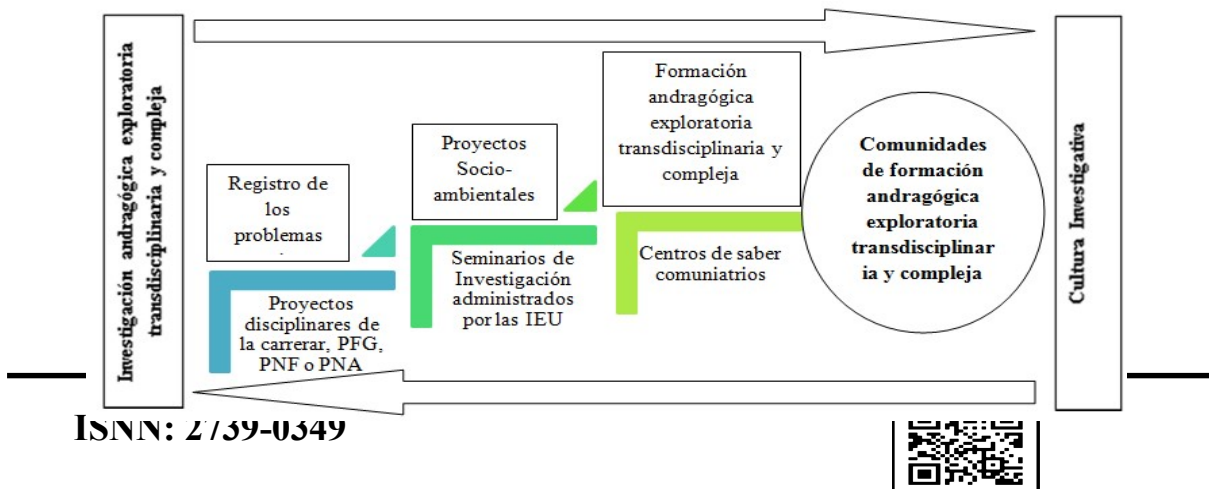 Investigación andragógica exploratoria
transdisciplinaria y compleja
Registro de
los
problemas
Proyectos
disciplinares de
la carrerar, PFG,
PNF o PNA
Proyectos
Socio-
ambientales
Seminarios de
Investigación
administrados
por las IEU
Formación
andragógica
exploratoria
transdisciplinaria y
compleja
Centros de saber
comuniatrios
Comunidades
de formación
andragógica
exploratoria
transdisciplinar
ia y compleja
Cultura Investigativa
ISNN: 2739-0349